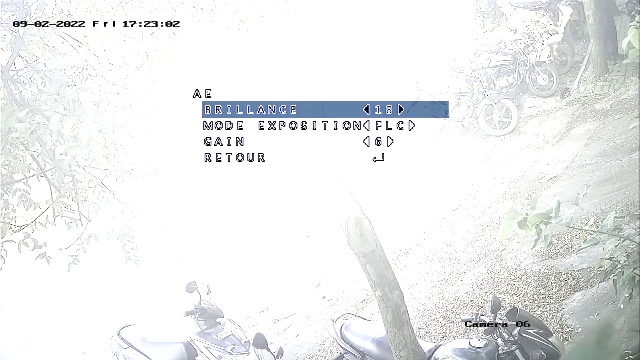 09-02-2022 Fri 17:23:02
AE
BRILLANCE 18
MODE EXPOSITION FLC
GAIN 6
RETOUR
Camera 06